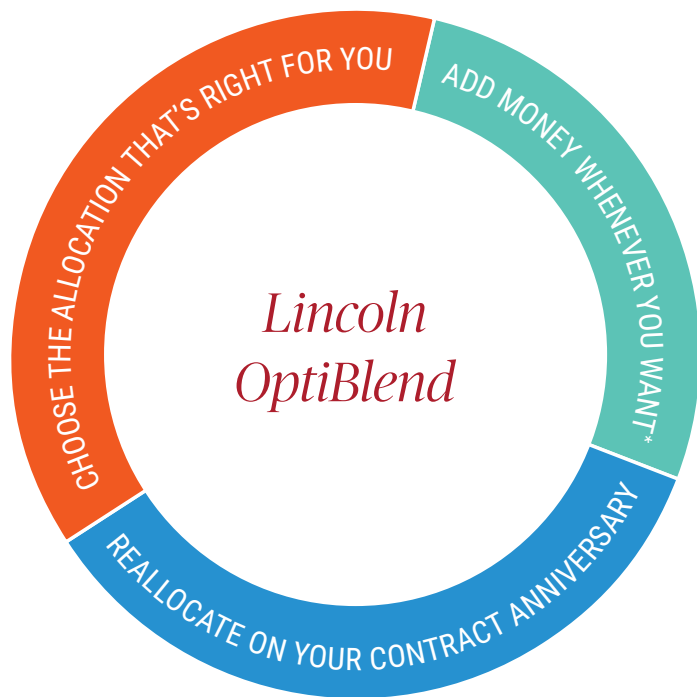 CHOOSE THE ALLOCATION THAT’S RIGHT FOR YOU
ADD MONEY WHENEVER YOU WANT*
Lincoln
OptiBlend
REALLOCATE ON YOUR CONTRACT ANNIVERSARY